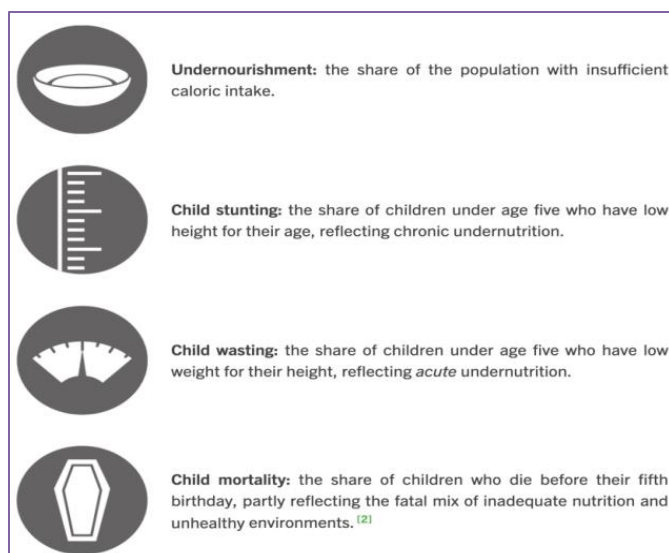 Undernourishment: the share of the population with insufficient
caloric intake.
Child stunting: the share of children under age five who have low
height for their age, reflecting chronic undernutrition.
Child wasting: the share of children under age five who have low
weight for their height, reflecting acute undernutrition.
Child mortality: the share of children who die before their fifth
birthday, partly reflecting the fatal mix of inadequate nutrition and
unhealthy environments. [2]